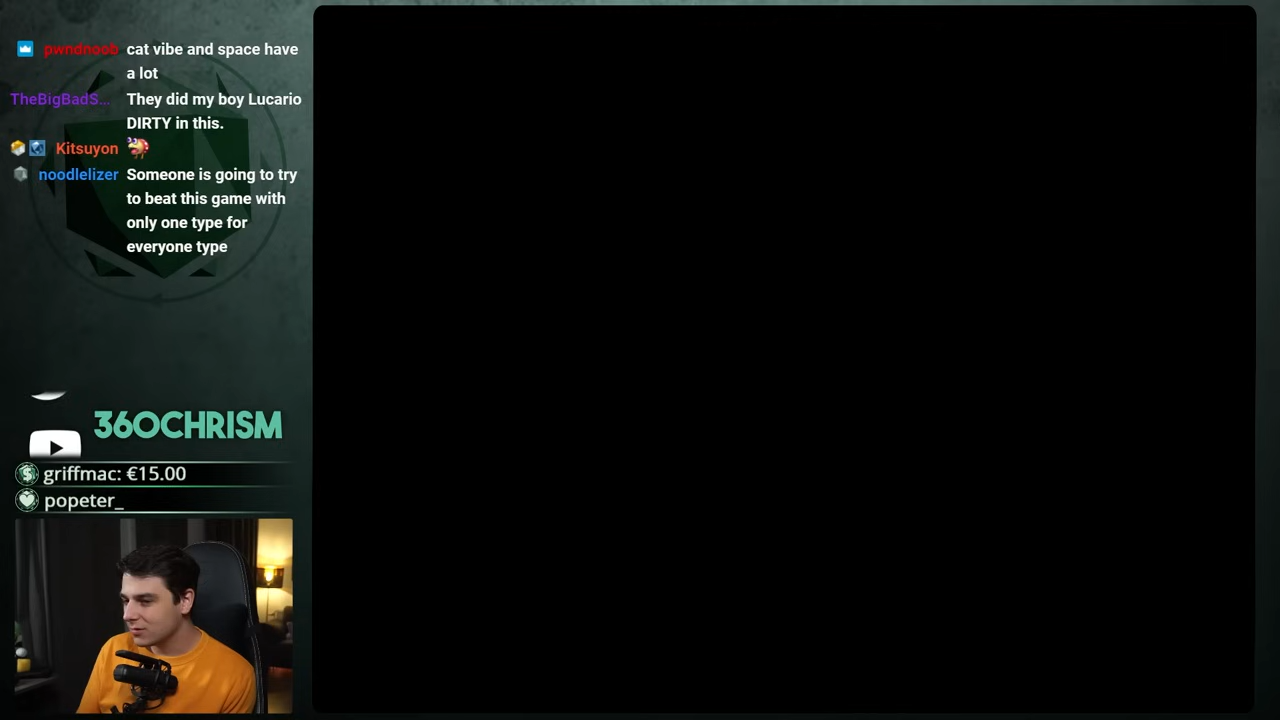 pwndnoob cat vibe and space have
a lot
TheBigBadS... They did my boy Lucario
DIRTY in this.
Kitsuyon
noodlelizer Someone is going to try
to beat this game with
only one type for
everyone type
360CHRISM
griffmac: €15.00
popeter_